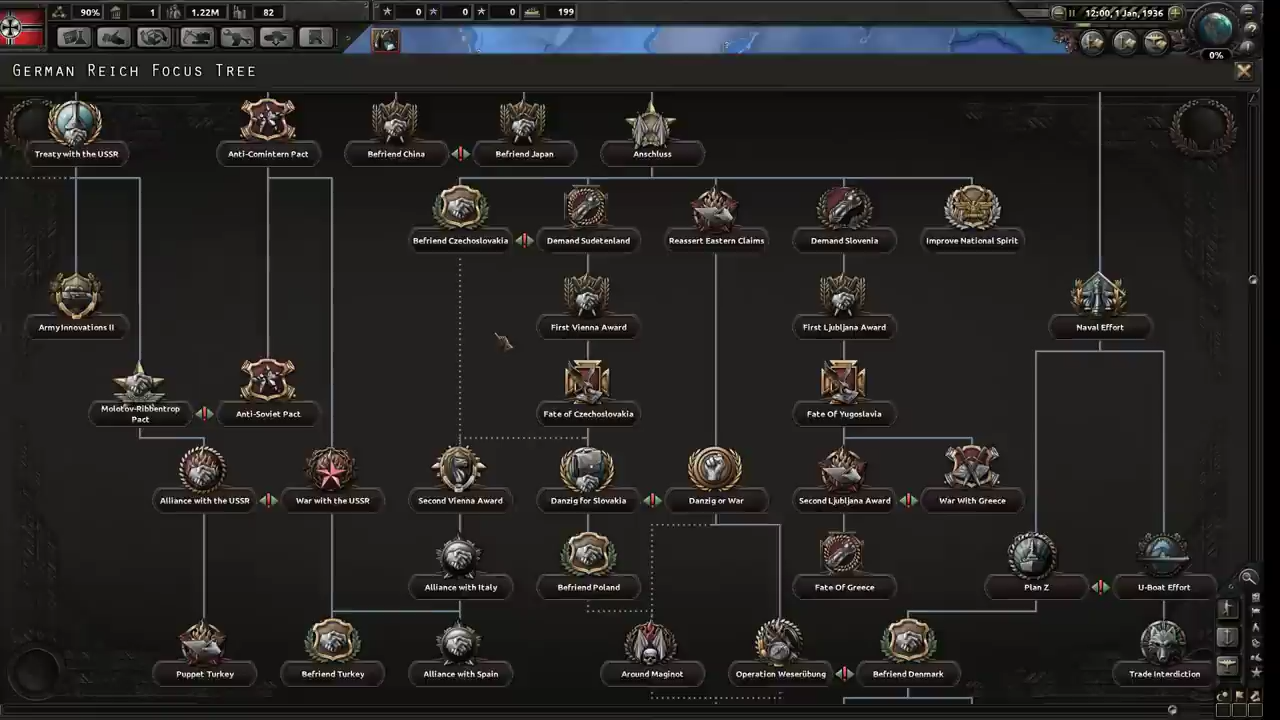 90% 1 1.22M 82 0 0 0 199 12:00, 1 Jan, 1936
0%
German Reich Focus Tree
Treaty with the USSR Anti-Comintern Pact Befriend China Befriend Japan Anschluss
Befriend Czechoslovakia Demand Sudetenland Reassert Eastern Claims Demand Slovenia Improve National Spirit
Army Innovations II First Vienna Award First Ljubljana Award Naval Effort
Molotov-Ribbentrop
Pact Anti-Soviet Pact Fate of Czechoslovakia Fate Of Yugoslavia
Alliance with the USSR War with the USSR Second Vienna Award Danzig for Slovakia Danzig or War Second Ljubljana Award War With Greece
Alliance with Italy Befriend Poland Fate Of Greece Plan Z U-Boat Effort
Puppet Turkey Befriend Turkey Alliance with Spain Around Maginot Operation Weserübung Befriend Denmark Trade Interdiction